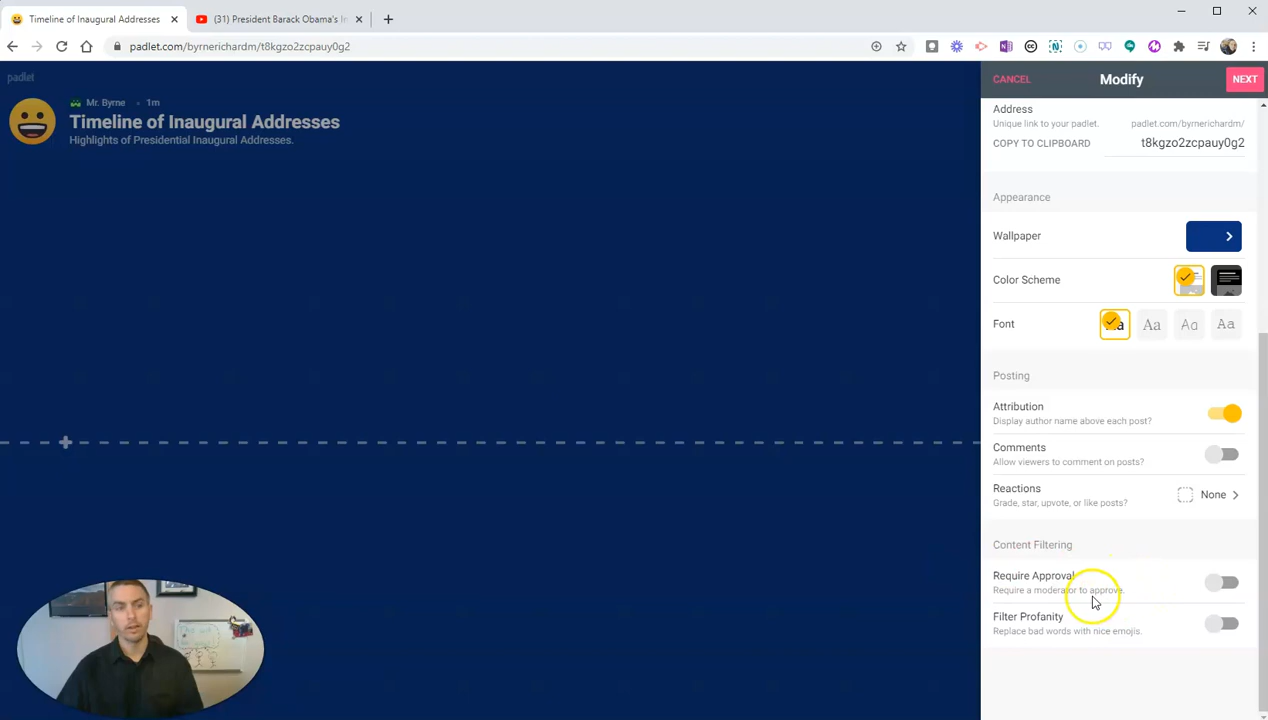 Timeline of Inaugural Addresses
(31) President Barack Obama's In
padlet.com/byrnerichardm/t8kgzo2zcpauy0g2
padlet
Mr. Byrne • 1m
Timeline of Inaugural Addresses
Highlights of Presidential Inaugural Addresses.
CANCEL
Modify
NEXT
Address
Unique link to your padlet.
padlet.com/byrnerichardm/
COPY TO CLIPBOARD
t8kgzo2zcpauy0g2
Appearance
Wallpaper
Color Scheme
Font
Aa Aa Aa
Posting
Attribution
Display author name above each post?
Comments
Allow viewers to comment on posts?
Reactions
Grade, star, upvote, or like posts?
None
Content Filtering
Require Approval
Require a moderator to approve.
Filter Profanity
Replace bad words with nice emojis.